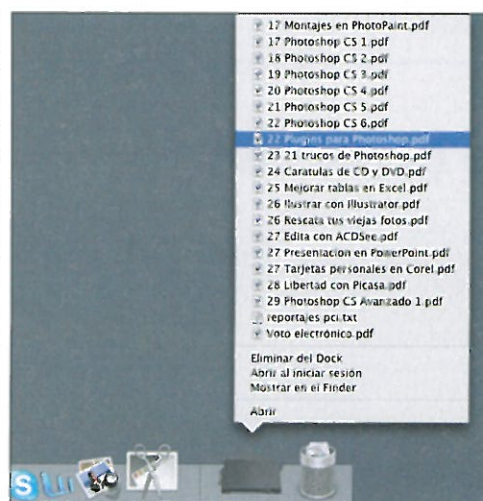 17 Montajes en PhotoPaint.pdf
17 Photoshop CS 1.pdf
18 Photoshop CS 2.pdf
19 Photoshop CS 3.pdf
20 Photoshop CS 4.pdf
21 Photoshop CS 5.pdf
22 Photoshop CS 6.pdf
22 Plugins para Photoshop.pdf
23 21 trucos de Photoshop.pdf
24 Caratulas de CD y DVD.pdf
25 Mejorar tablas en Excel.pdf
26 Ilustrar con Illustrator.pdf
26 Rescata tus viejas fotos.pdf
27 Edita con ACDSee.pdf
27 Presentacion en PowerPoint.pdf
27 Tarjetas personales en Corel.pdf
28 Libertad con Picasa.pdf
29 Photoshop CS Avanzado 1.pdf
reportajes pci.txt
Voto electrónico.pdf
Eliminar del Dock
Abrir al iniciar sesión
Mostrar en el Finder
Abrir